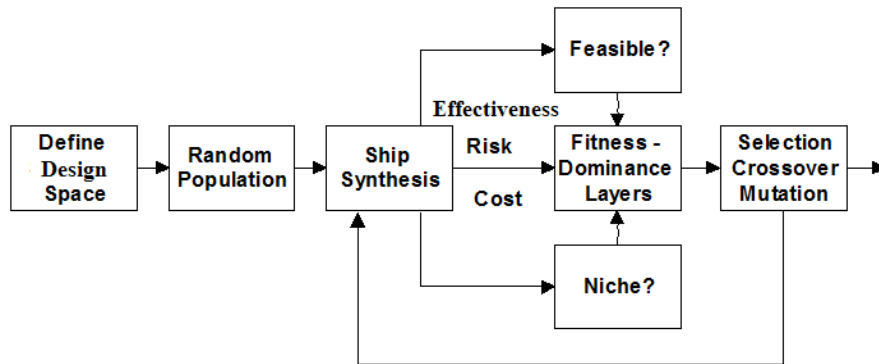 Feasible?
Effectiveness
Define
Design
Space
Random
Population
Ship
Synthesis
Risk
Cost
Fitness -
Dominance
Layers
Selection
Crossover
Mutation
Niche?